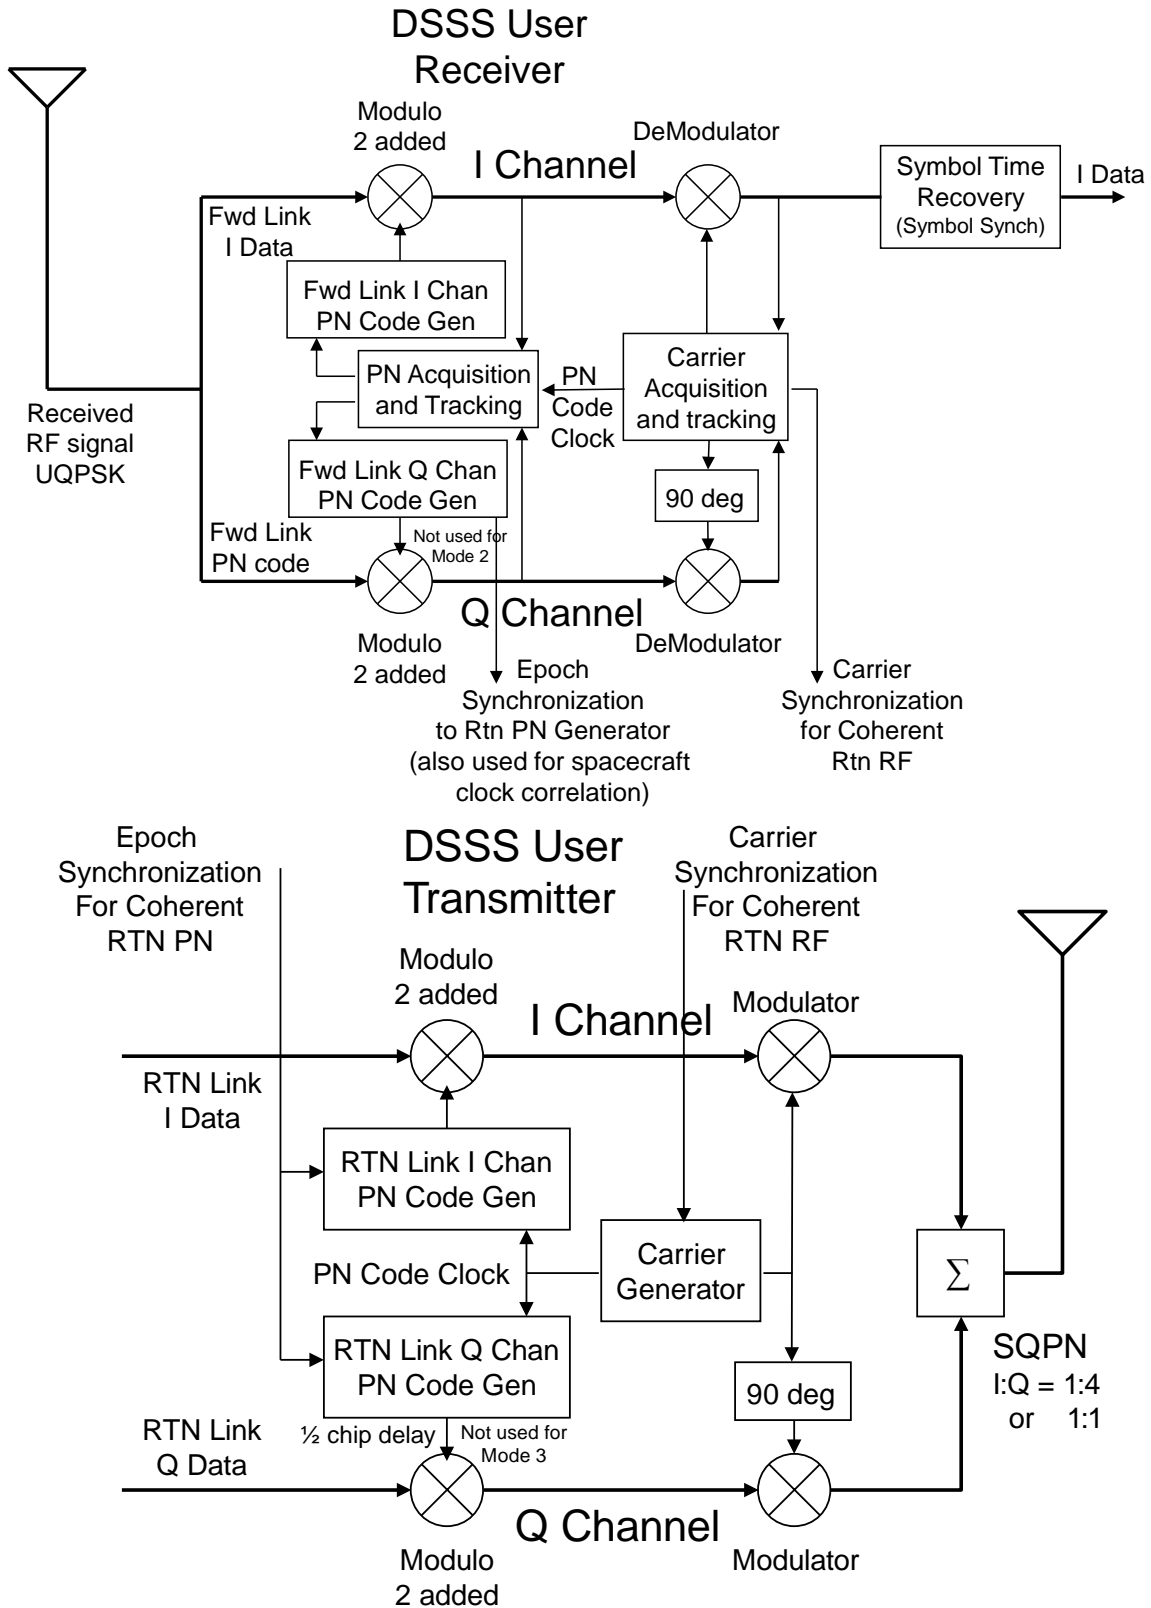 DSSS User
Receiver
Modulo
2 added
I Channel
DeModulator
Symbol Time
Recovery
(Symbol Synch)
I Data
Fwd Link
I Data
Fwd Link I Chan
PN Code Gen
PN Acquisition
and Tracking
PN
Code
Clock
Carrier
Acquisition
and tracking
Received
RF signal
UQPSK
Fwd Link Q Chan
PN Code Gen
90 deg
Fwd Link
PN code
Not used for
Mode 2
Q Channel
Modulo
2 added
DeModulator
Epoch
Synchronization
to Rtn PN Generator
(also used for spacecraft
clock correlation)
Carrier
Synchronization
for Coherent
Rtn RF
DSSS User
Transmitter
Epoch
Synchronization
For Coherent
RTN PN
Carrier
Synchronization
For Coherent
RTN RF
Modulo
2 added
I Channel
Modulator
RTN Link
I Data
RTN Link I Chan
PN Code Gen
PN Code Clock
Carrier
Generator
Σ
RTN Link Q Chan
PN Code Gen
90 deg
SQPN
I:Q = 1:4
or 1:1
½ chip delay
Not used for
Mode 3
RTN Link
Q Data
Q Channel
Modulo
2 added
Modulator